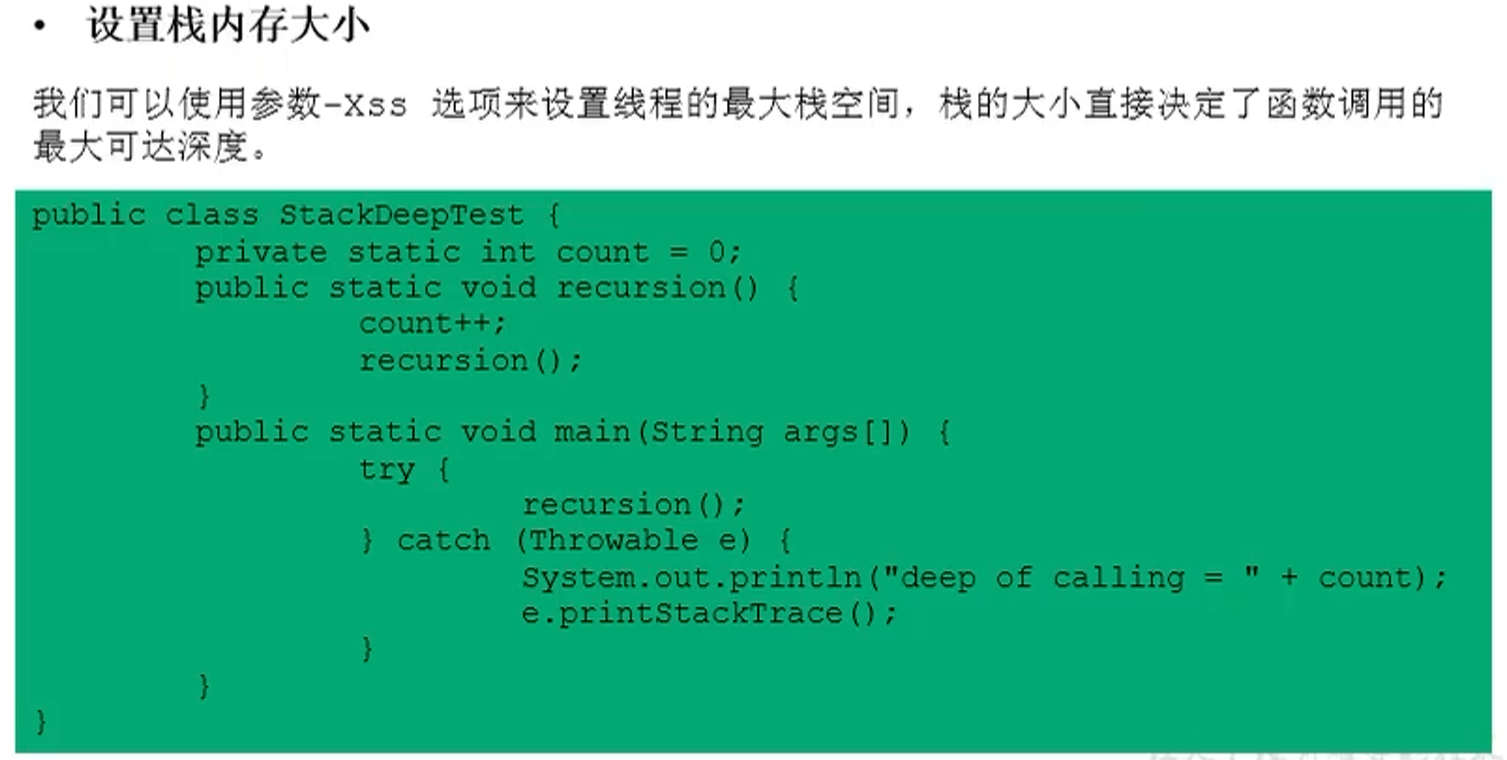 • 设置栈内存大小
我们可以使用参数-Xss 选项来设置线程的最大栈空间，栈的大小直接决定了函数调用的
最大可达深度。
public class StackDeepTest {
private static int count = 0;
public static void recursion() {
count++;
recursion();
}
public static void main(String args[]) {
try {
recursion();
} catch (Throwable e) {
System.out.println("deep of calling = " + count);
e.printStackTrace();
}
}
}